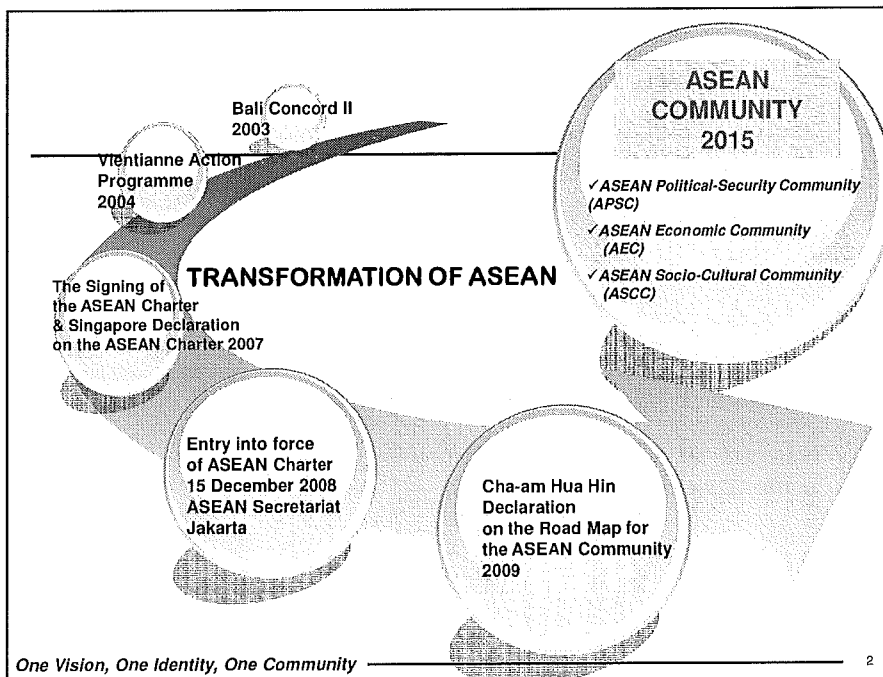 Bali Concord II
2003
Vientianne Action
Programme
2004
The Signing of
the ASEAN Charter
& Singapore Declaration
on the ASEAN Charter 2007
TRANSFORMATION OF ASEAN
Entry into force
of ASEAN Charter
15 December 2008
ASEAN Secretariat
Jakarta
Cha-am Hua Hin
Declaration
on the Road Map for
the ASEAN Community
2009
ASEAN
COMMUNITY
2015
✓ASEAN Political-Security Community
(APSC)
✓ASEAN Economic Community
(AEC)
✓ASEAN Socio-Cultural Community
(ASCC)
One Vision, One Identity, One Community
2